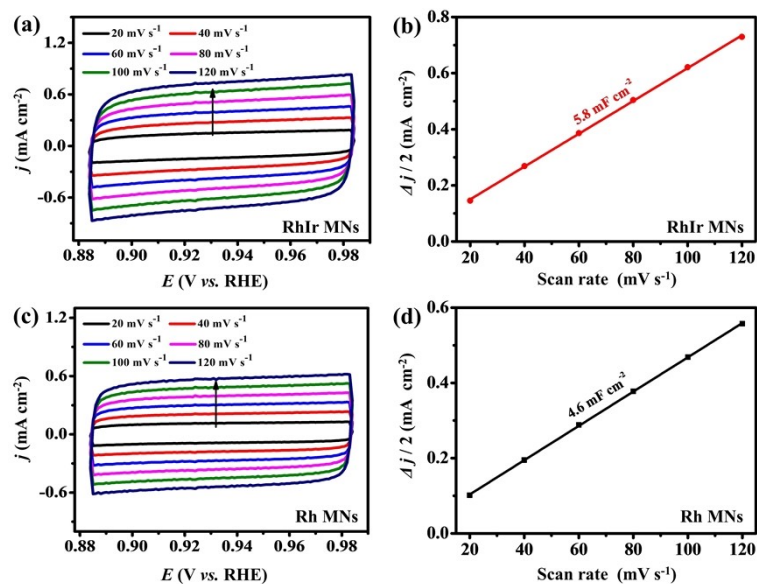 (a)
20 mV s⁻¹ 40 mV s⁻¹
60 mV s⁻¹ 80 mV s⁻¹
100 mV s⁻¹ 120 mV s⁻¹
1.2
0.6
0.0
-0.6
j (mA cm⁻²)
RhIr MNs
0.88 0.90 0.92 0.94 0.96 0.98
E (V vs. RHE)
(b)
0.8
0.6
0.4
0.2
0.0
Δ j / 2 (mA cm⁻²)
5.8 mF cm⁻²
RhIr MNs
20 40 60 80 100 120
Scan rate (mV s⁻¹)
(c)
20 mV s⁻¹ 40 mV s⁻¹
60 mV s⁻¹ 80 mV s⁻¹
100 mV s⁻¹ 120 mV s⁻¹
1.2
0.6
0.0
-0.6
j (mA cm⁻²)
Rh MNs
0.88 0.90 0.92 0.94 0.96 0.98
E (V vs. RHE)
(d)
0.6
0.4
0.2
0.0
Δ j / 2 (mA cm⁻²)
4.6 mF cm⁻²
Rh MNs
20 40 60 80 100 120
Scan rate (mV s⁻¹)